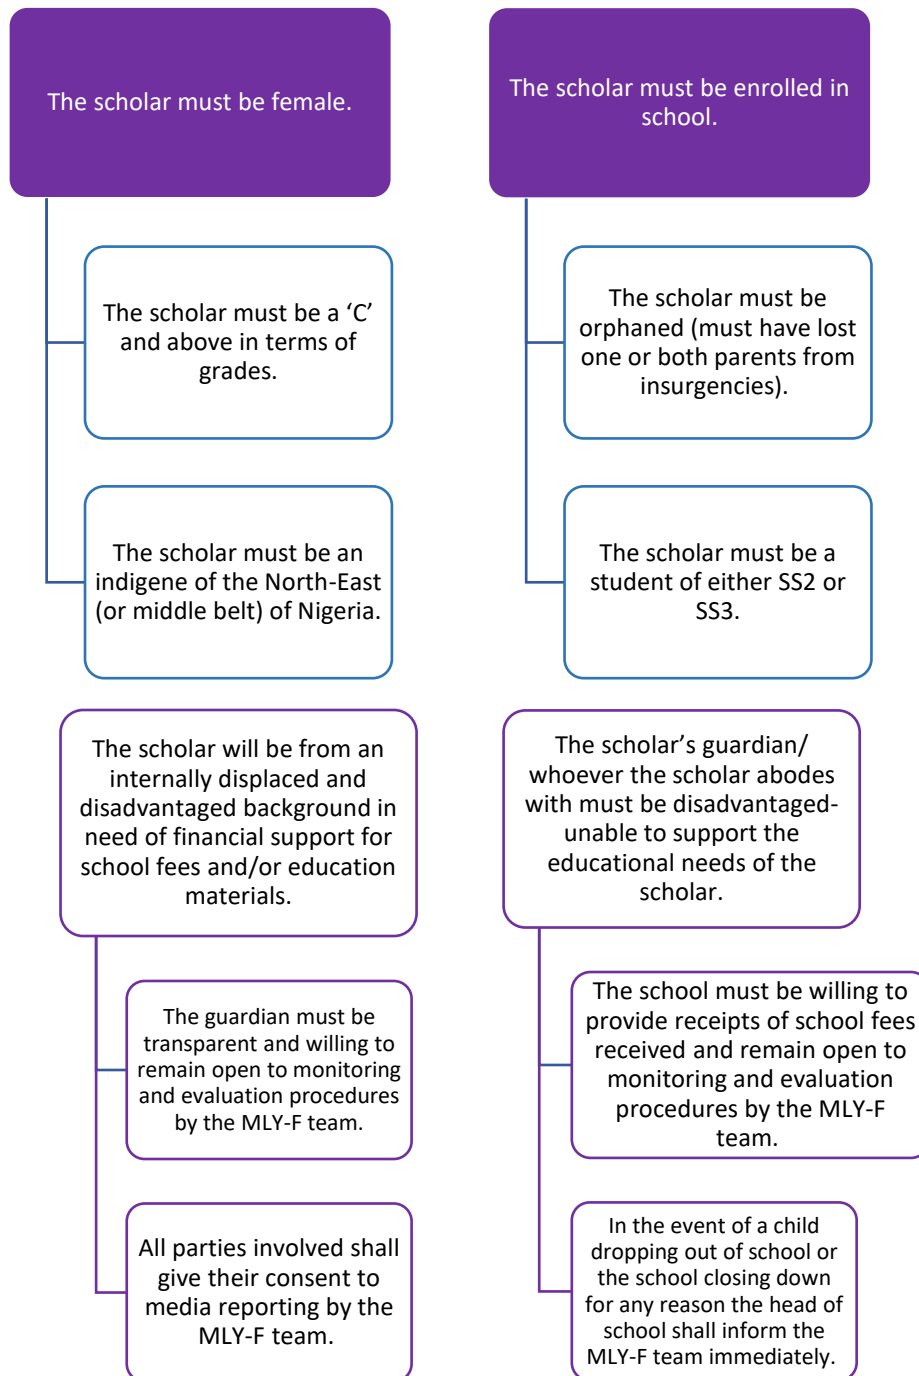 The scholar must be female.
The scholar must be a ‘C’
and above in terms of
grades.
The scholar must be an
indigene of the North-East
(or middle belt) of Nigeria.
The scholar must be enrolled in
school.
The scholar must be
orphaned (must have lost
one or both parents from
insurgencies).
The scholar must be a
student of either SS2 or
SS3.
The scholar will be from an
internally displaced and
disadvantaged background in
need of financial support for
school fees and/or education
materials.
The guardian must be
transparent and willing to
remain open to monitoring
and evaluation procedures
by the MLY-F team.
All parties involved shall
give their consent to
media reporting by the
MLY-F team.
The scholar’s guardian/
whoever the scholar abodes
with must be disadvantaged-
unable to support the
educational needs of the
scholar.
The school must be willing to
provide receipts of school fees
received and remain open to
monitoring and evaluation
procedures by the MLY-F
team.
In the event of a child
dropping out of school or
the school closing down
for any reason the head of
school shall inform the
MLY-F team immediately.